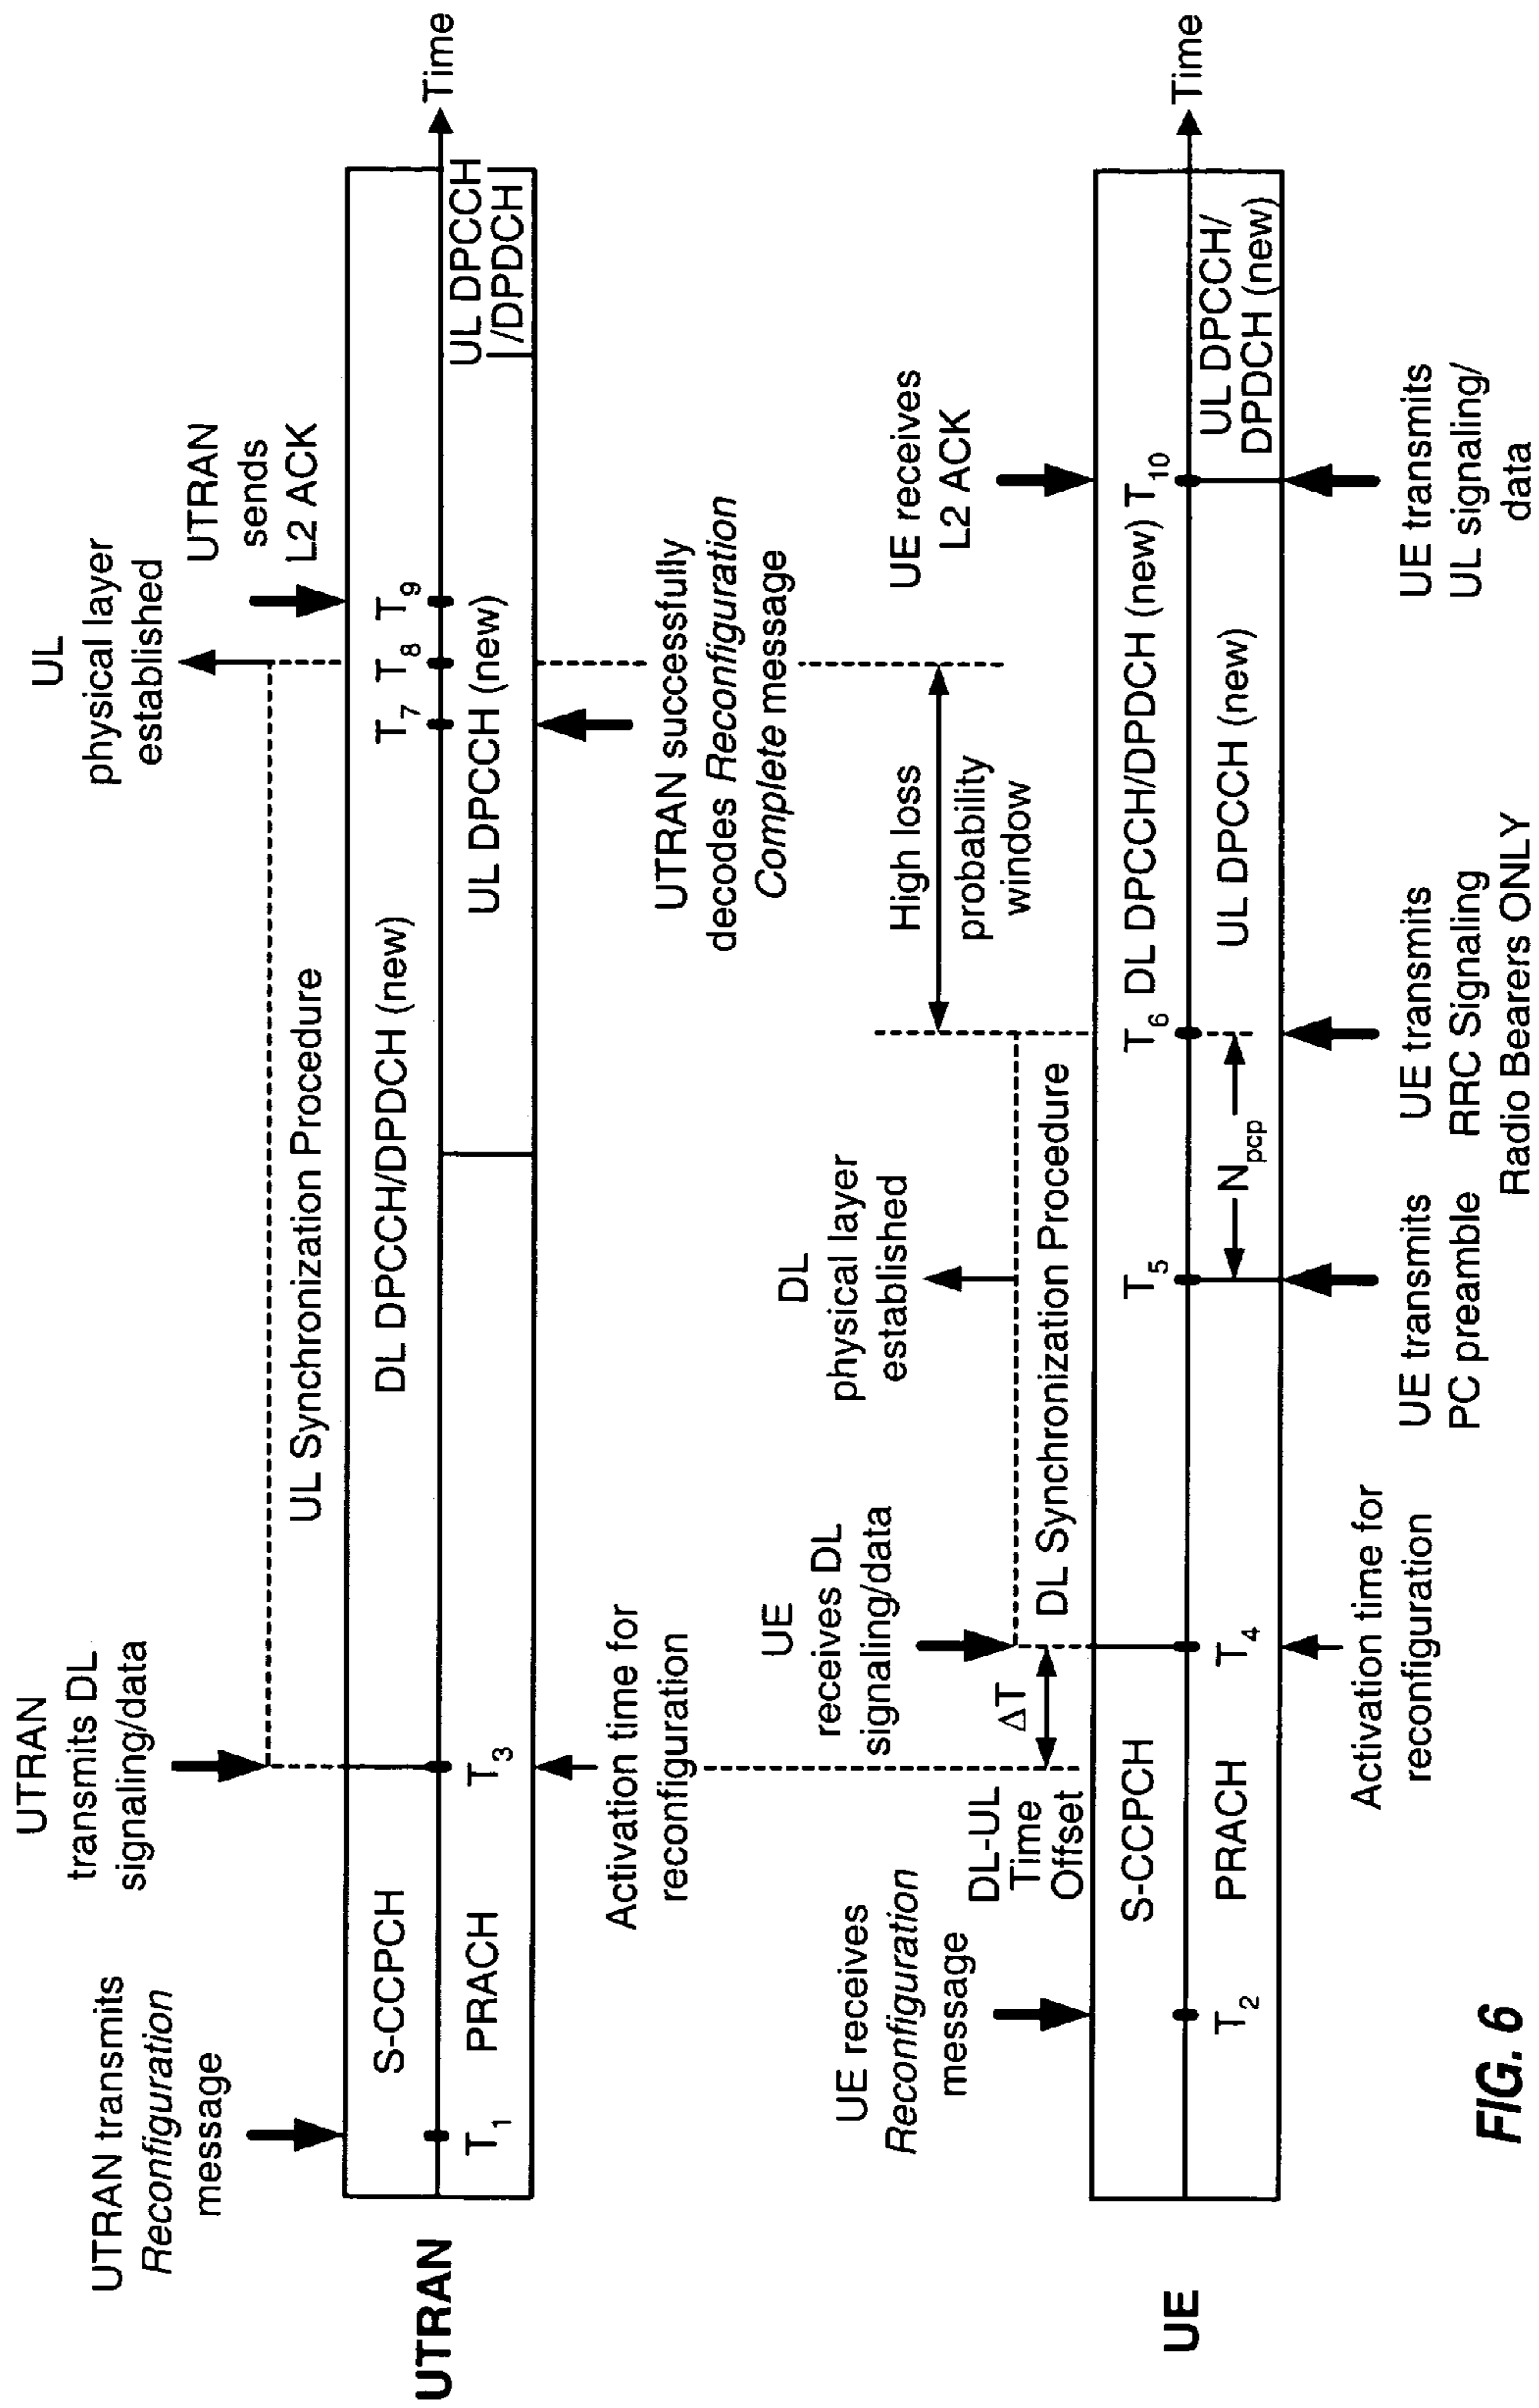 UTRAN transmits
Reconfiguration
message
UTRAN
transmits DL
signaling/data
UL
physical layer
established
UTRAN
sends
L2 ACK
UL Synchronization Procedure
UTRAN
S-CCPCH
DL DPCCH/DPDCH (new)
T7
T8
T9
Time
T1
PRACH
T3
UL DPCCH (new)
UL DPCCH
/DPDCH
Activation time for
reconfiguration
UTRAN successfully
decodes Reconfiguration
Complete message
UE receives
Reconfiguration
message
DL-UL
Time
Offset
ΔT
UE
receives DL
signaling/data
DL
physical layer
established
High loss
probability
window
UE receives
L2 ACK
DL Synchronization Procedure
UE
S-CCPCH
T5
T6
DL DPCCH/DPDCH (new)
T10
Time
T2
PRACH
T4
Npcp
UL DPCCH (new)
UL DPCCH/
DPDCH (new)
Activation time for
reconfiguration
UE transmits
PC preamble
UE transmits
RRC Signaling
Radio Bearers ONLY
UE transmits
UL signaling/
data
FIG. 6